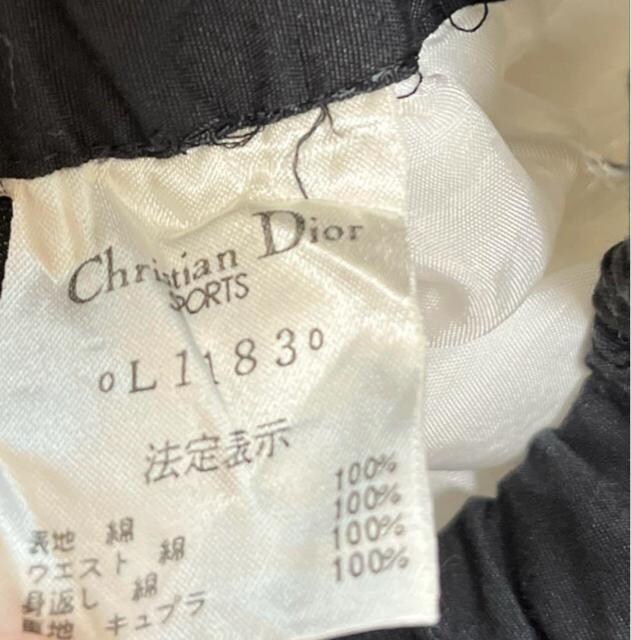 Christian Dior
SPORTS
oL1183o
法定表示
表地 綿 100%
ウエスト 綿 100%
身返し 綿 100%
裏地 キュプラ 100%